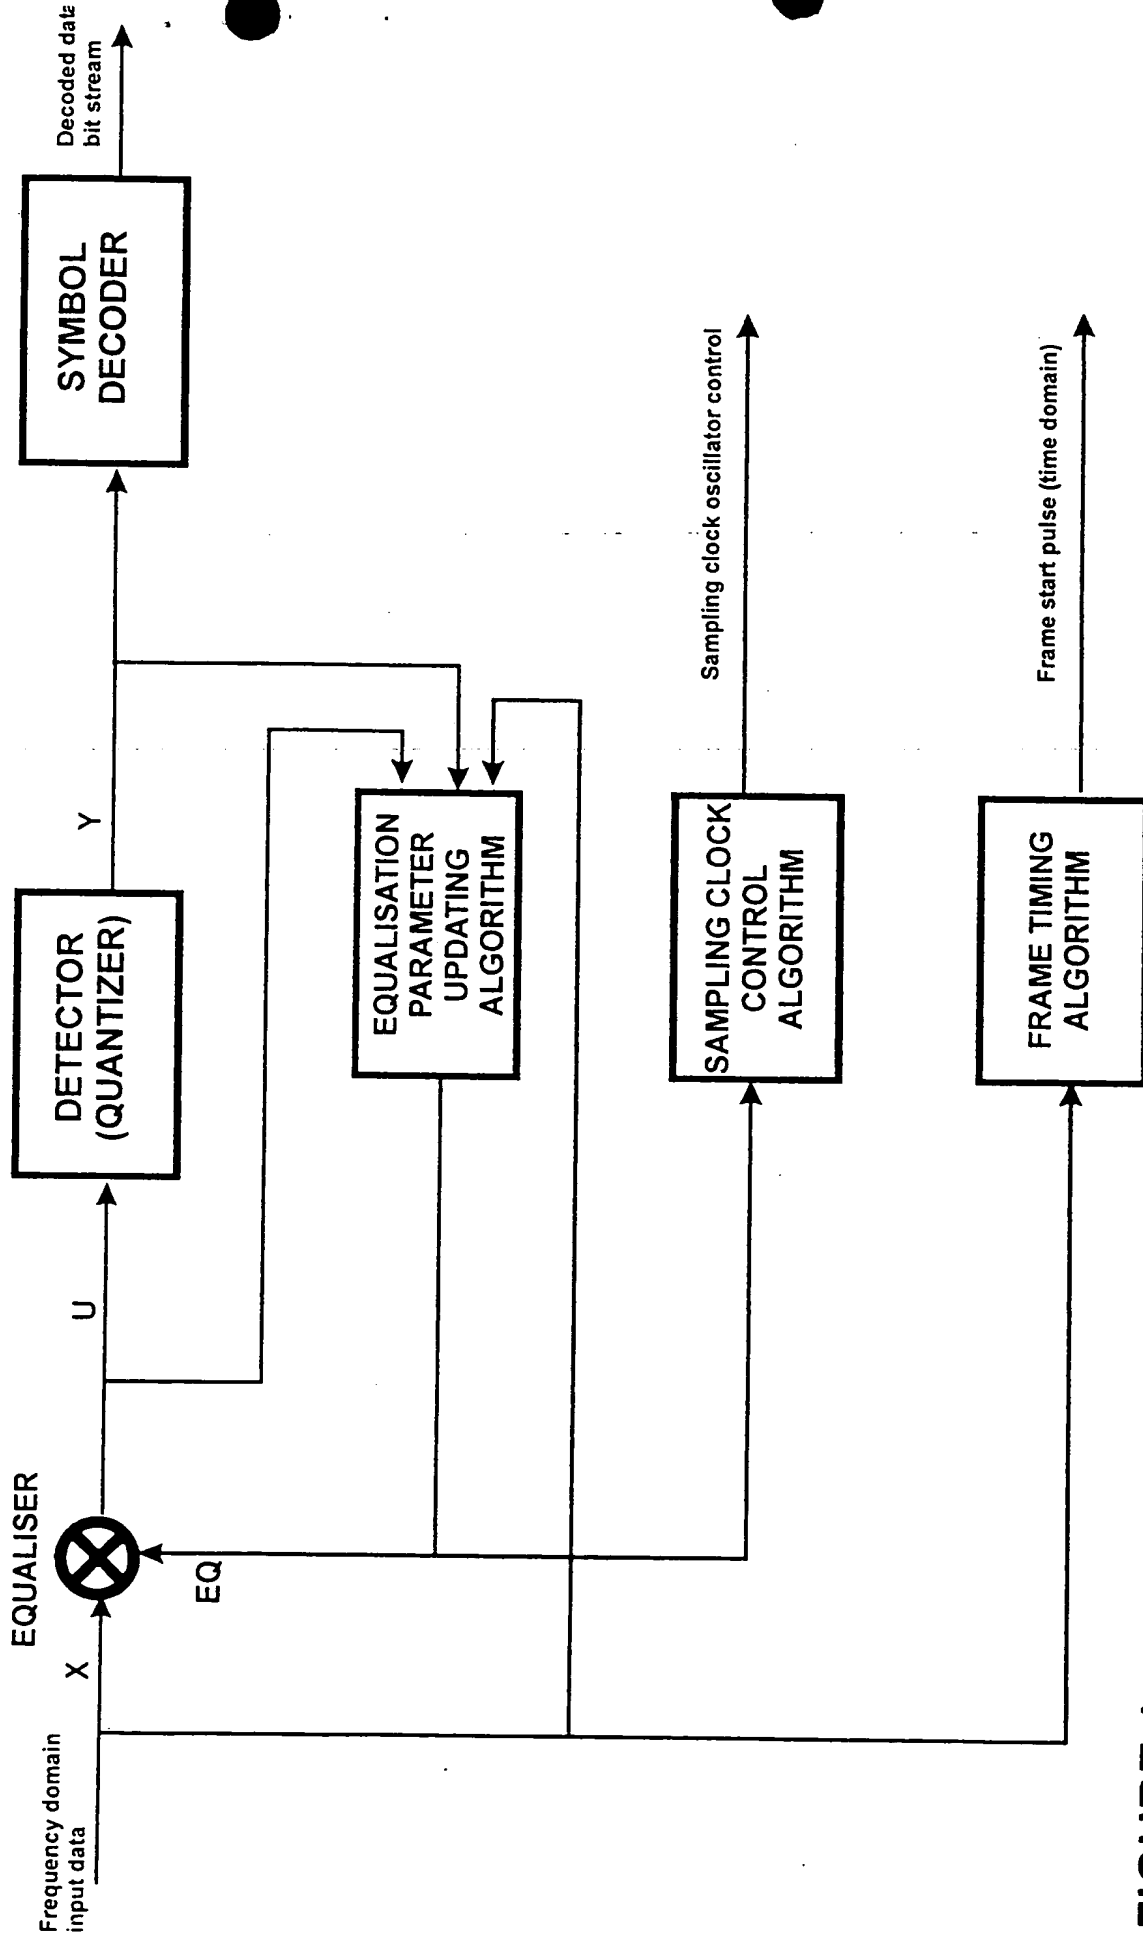 Frequency domain
input data
X
EQUALISER
EQ
U
DETECTOR
(QUANTIZER)
Y
SYMBOL
DECODER
Decoded data
bit stream
EQUALISATION
PARAMETER
UPDATING
ALGORITHM
SAMPLING CLOCK
CONTROL
ALGORITHM
Sampling clock oscillator control
FRAME TIMING
ALGORITHM
Frame start pulse (time domain)